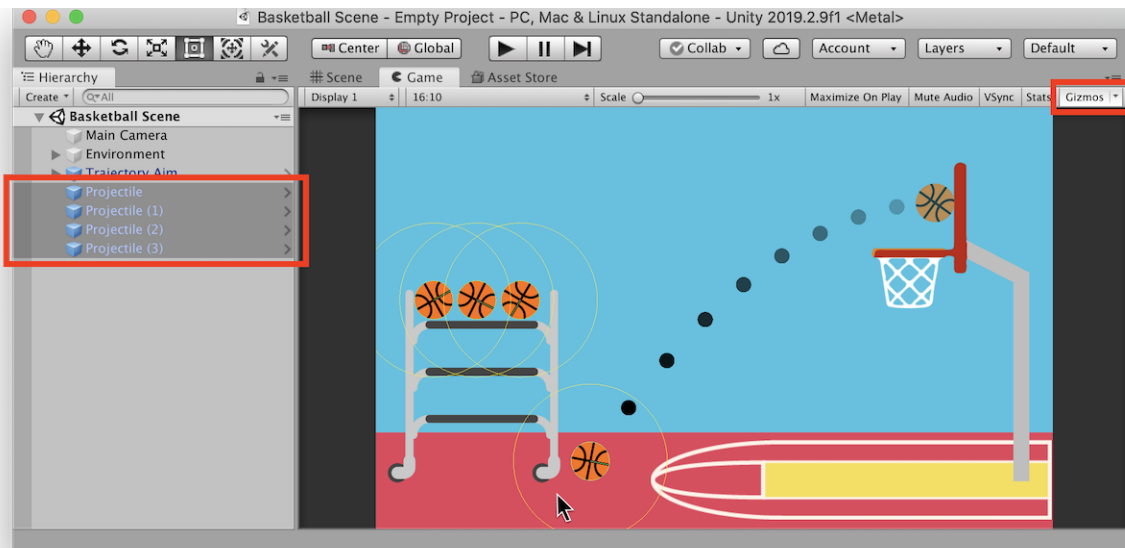 Basketball Scene - Empty Project - PC, Mac & Linux Standalone - Unity 2019.2.9f1 <Metal>
Center Global Collab Account Layers Default
Hierarchy
Scene Game Asset Store
Create All
Display 1 16:10 Scale 1x Maximize On Play Mute Audio VSync Stats Gizmos
Basketball Scene
Main Camera
Environment
Trajectory Aim
Projectile
Projectile (1)
Projectile (2)
Projectile (3)